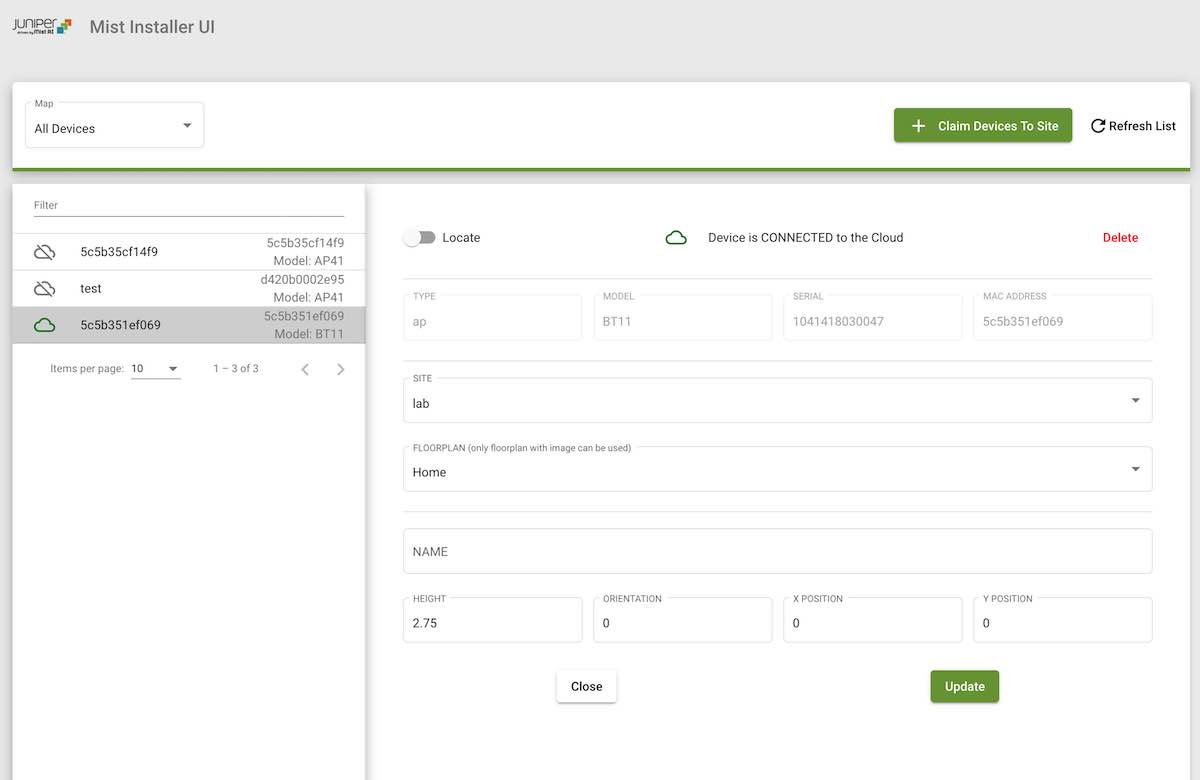 JUNIPer
driven by Mist AI
Mist Installer UI
Map
All Devices
Claim Devices To Site
Refresh List
Filter
5c5b35cf14f9
5c5b35cf14f9
Model: AP41
test
d420b0002e95
Model: AP41
5c5b351ef069
5c5b351ef069
Model: BT11
Items per page: 10
1 – 3 of 3
Locate
Device is CONNECTED to the Cloud
Delete
TYPE
ap
MODEL
BT11
SERIAL
1041418030047
MAC ADDRESS
5c5b351ef069
SITE
lab
FLOORPLAN (only floorplan with image can be used)
Home
NAME
HEIGHT
2.75
ORIENTATION
0
X POSITION
0
Y POSITION
0
Close
Update